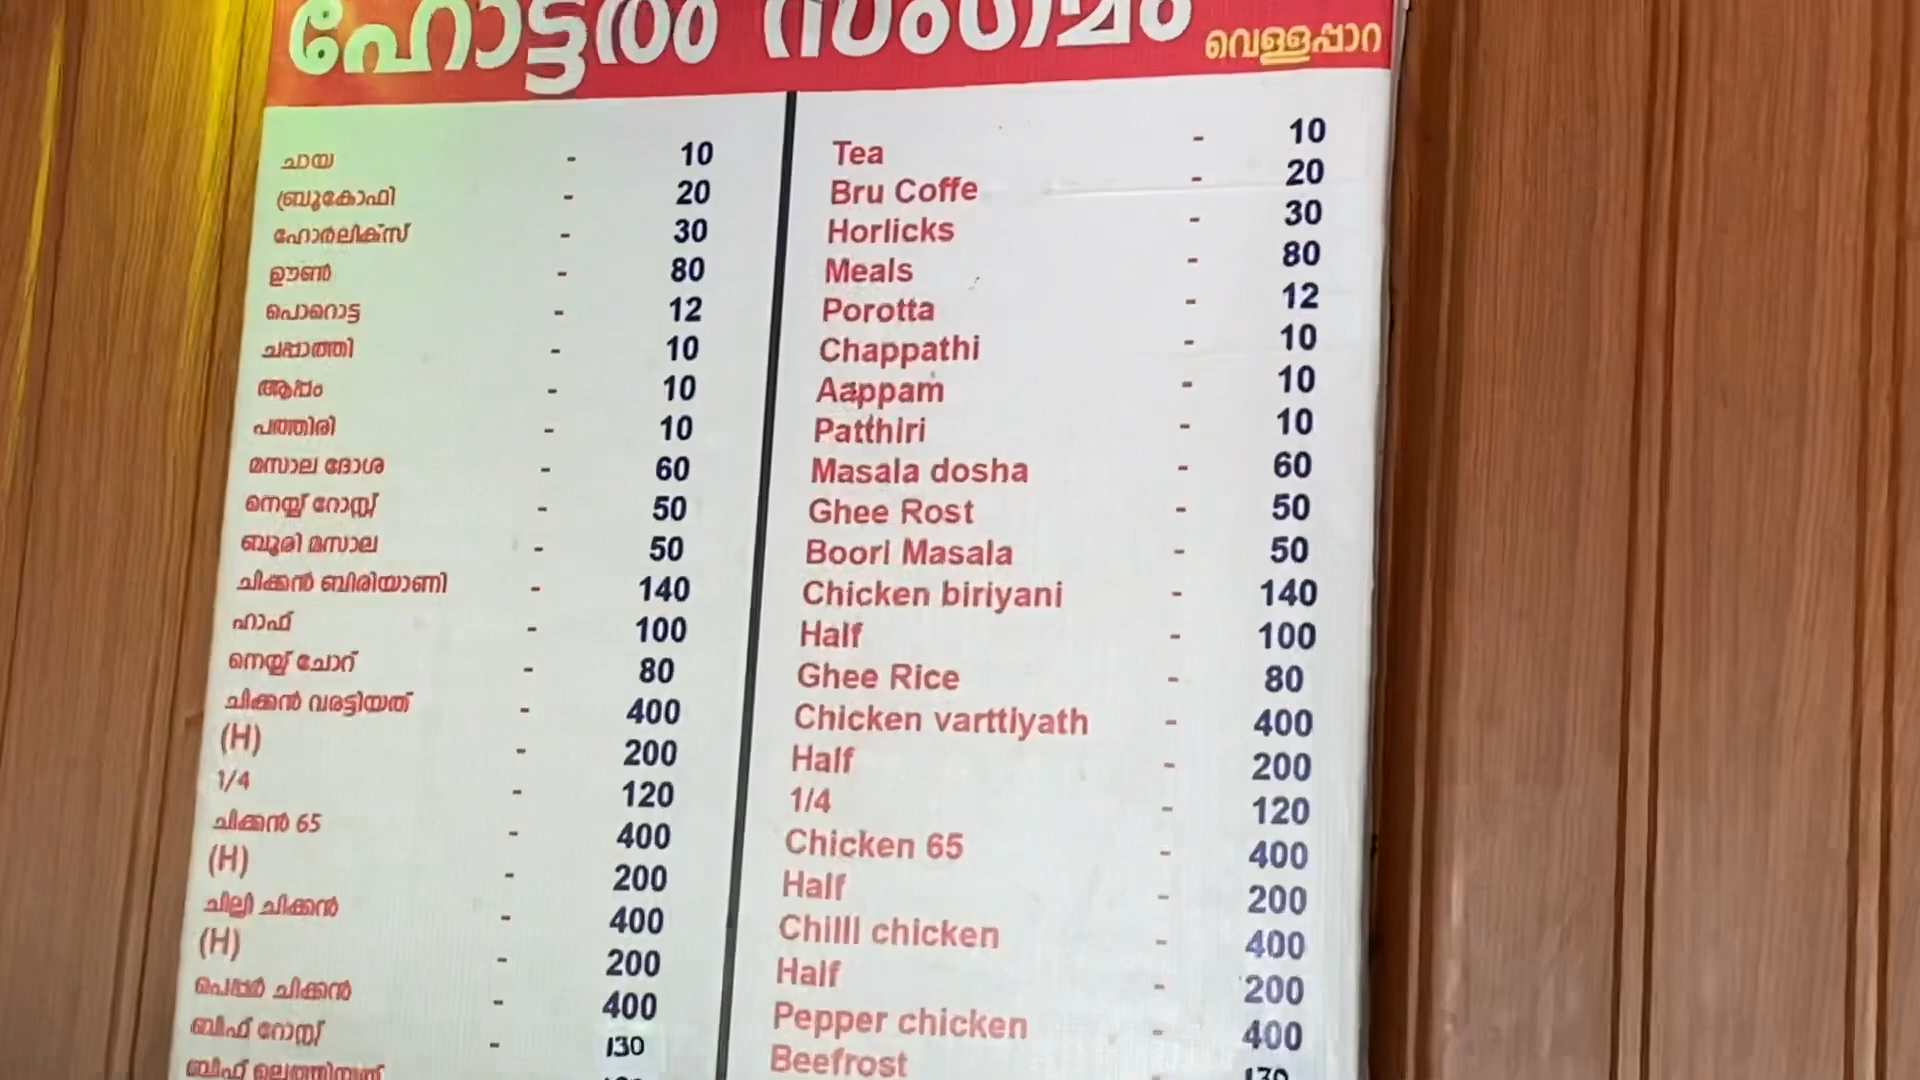 ഹോട്ടൽ സംഗമം വെള്ളപ്പാറ
ചായ - 10
ബ്രൂകോഫി - 20
ഹോർലിക്സ് - 30
ഊൺ - 80
പൊറൊട്ട - 12
ചപ്പാത്തി - 10
ആപ്പം - 10
പത്തിരി - 10
മസാല ദോശ - 60
നെയ്യ് റോസ്റ്റ് - 50
ബൂരി മസാല - 50
ചിക്കൻ ബിരിയാണി - 140
ഹാഫ് - 100
നെയ്യ് ചോറ് - 80
ചിക്കൻ വരട്ടിയത് - 400
(H) - 200
1/4 - 120
ചിക്കൻ 65 - 400
(H) - 200
ചില്ലി ചിക്കൻ - 400
(H) - 200
പെപ്പർ ചിക്കൻ - 400
ബീഫ് റോസ്റ്റ് - 130
Tea - 10
Bru Coffe - 20
Horlicks - 30
Meals - 80
Porotta - 12
Chappathi - 10
Aappam - 10
Patthiri - 10
Masala dosha - 60
Ghee Rost - 50
Boori Masala - 50
Chicken biriyani - 140
Half - 100
Ghee Rice - 80
Chicken varttiyath - 400
Half - 200
1/4 - 120
Chicken 65 - 400
Half - 200
Chilli chicken - 400
Half - 200
Pepper chicken - 400
Beefrost 130